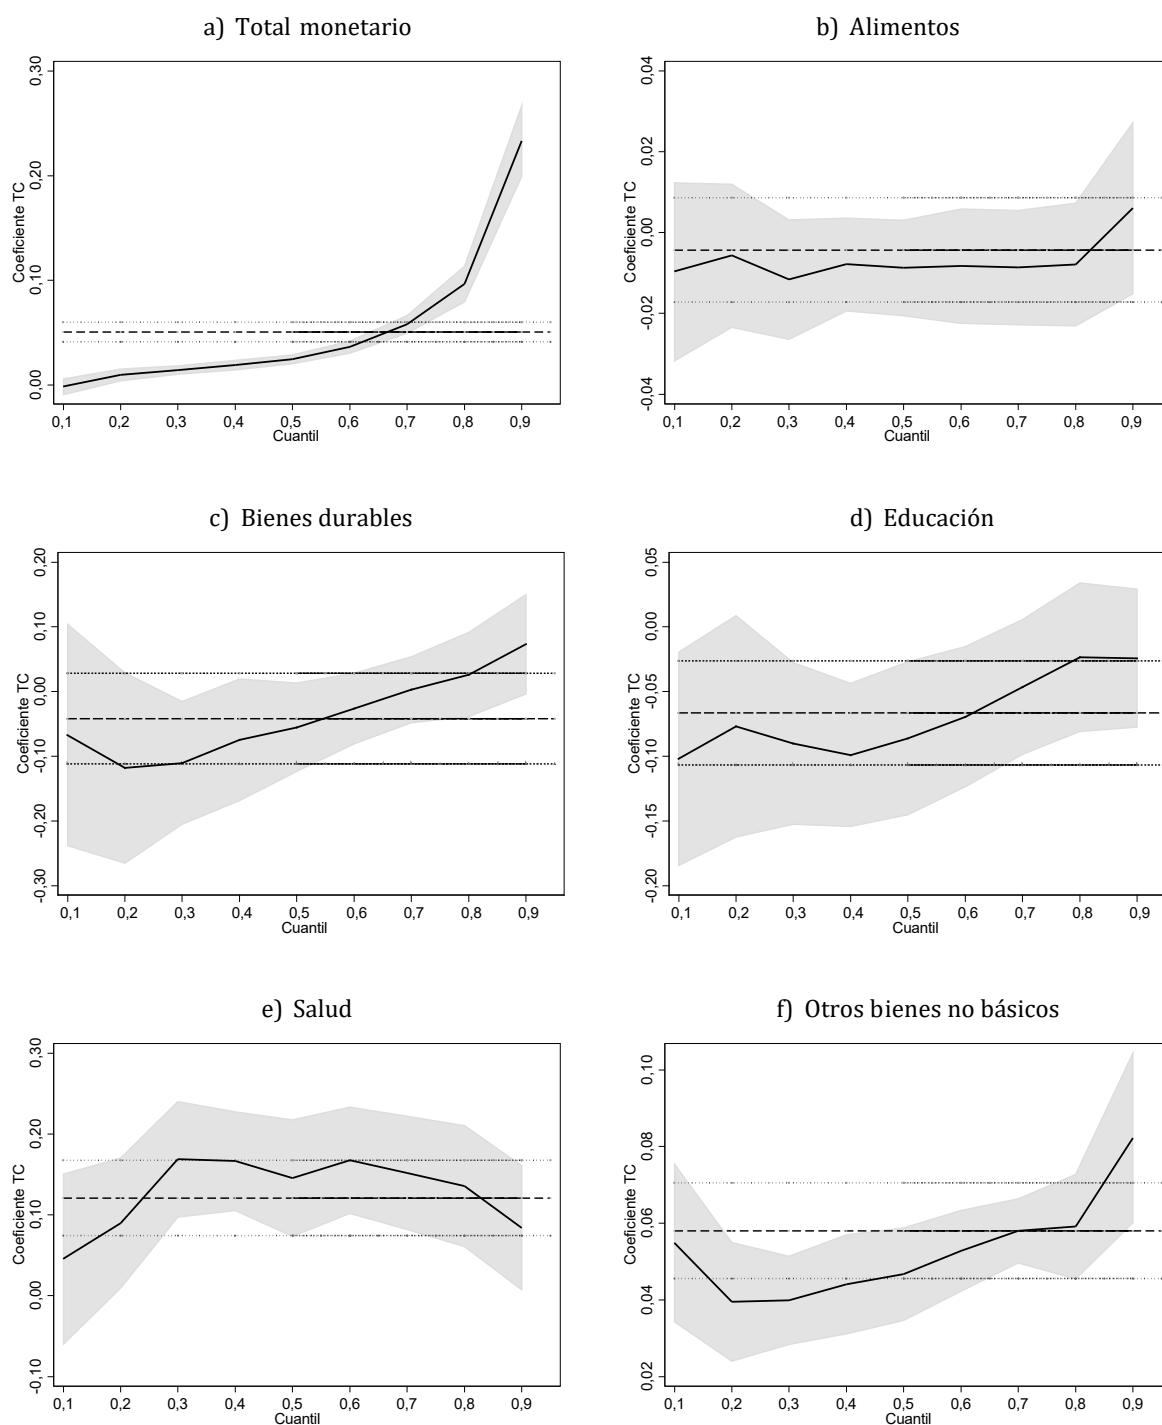 a) Total monetario
0,30
0,20
0,10
0,00
Coeficiente TC
0,1 0,2 0,3 0,4 0,5 0,6 0,7 0,8 0,9
Cuantil
b) Alimentos
0,04
0,02
0,00
-0,02
-0,04
Coeficiente TC
0,1 0,2 0,3 0,4 0,5 0,6 0,7 0,8 0,9
Cuantil
c) Bienes durables
0,20
0,10
0,00
-0,10
-0,20
-0,30
Coeficiente TC
0,1 0,2 0,3 0,4 0,5 0,6 0,7 0,8 0,9
Cuantil
d) Educación
0,05
0,00
-0,05
-0,10
-0,15
-0,20
Coeficiente TC
0,1 0,2 0,3 0,4 0,5 0,6 0,7 0,8 0,9
Cuantil
e) Salud
0,30
0,20
0,10
0,00
-0,10
Coeficiente TC
0,1 0,2 0,3 0,4 0,5 0,6 0,7 0,8 0,9
Cuantil
f) Otros bienes no básicos
0,10
0,08
0,06
0,04
0,02
Coeficiente TC
0,1 0,2 0,3 0,4 0,5 0,6 0,7 0,8 0,9
Cuantil